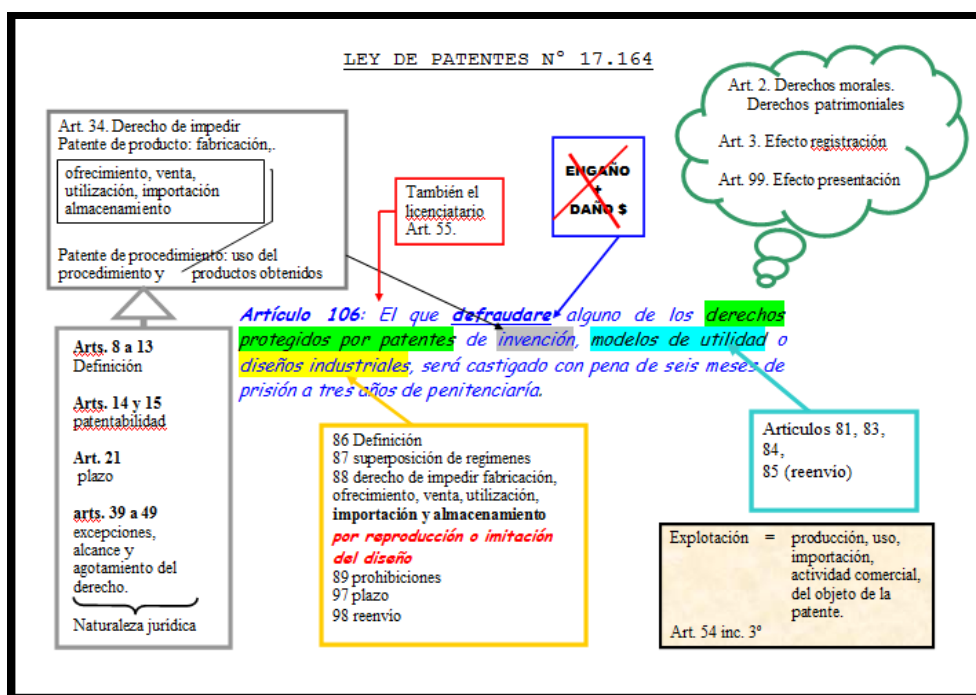 LEY DE PATENTES N° 17.164
Art. 34. Derecho de impedir
Patente de producto: fabricación,.
ofrecimiento, venta,
utilización, importación
almacenamiento
Patente de procedimiento: uso del
procedimiento y productos obtenidos
También el
licenciatario
Art. 55.
ENGAÑO
+
DAÑO $
Art. 2. Derechos morales.
Derechos patrimoniales
Art. 3. Efecto registración
Art. 99. Efecto presentación
Artículo 106: El que defraudare alguno de los derechos
protegidos por patentes de invención, modelos de utilidad o
diseños industriales, será castigado con pena de seis meses de
prisión a tres años de penitenciaría.
Arts. 8 a 13
Definición
Arts. 14 y 15
patentabilidad
Art. 21
plazo
arts. 39 a 49
excepciones,
alcance y
agotamiento del
derecho.
Naturaleza jurídica
86 Definición
87 superposición de regimenes
88 derecho de impedir fabricación,
ofrecimiento, venta, utilización,
importación y almacenamiento
por reproducción o imitación
del diseño
89 prohibiciones
97 plazo
98 reenvío
Artículos 81, 83,
84,
85 (reenvío)
Explotación = producción, uso,
importación,
actividad comercial,
del objeto de la
patente.
Art. 54 inc. 3º